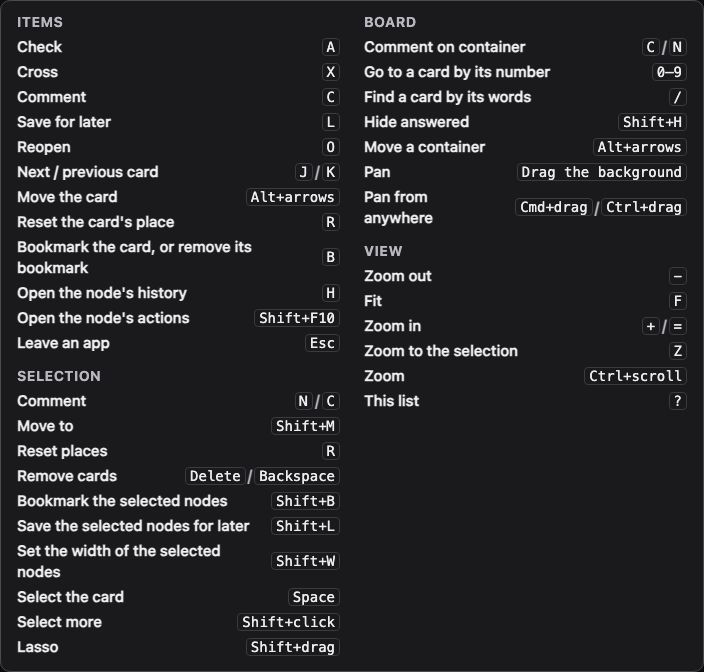 ITEMS
Check A
Cross X
Comment C
Save for later L
Reopen O
Next / previous card J / K
Move the card Alt+arrows
Reset the card's place R
Bookmark the card, or remove its
bookmark B
Open the node's history H
Open the node's actions Shift+F10
Leave an app Esc
SELECTION
Comment N / C
Move to Shift+M
Reset places R
Remove cards Delete / Backspace
Bookmark the selected nodes Shift+B
Save the selected nodes for later Shift+L
Set the width of the selected
nodes Shift+W
Select the card Space
Select more Shift+click
Lasso Shift+drag
BOARD
Comment on container C / N
Go to a card by its number 0–9
Find a card by its words /
Hide answered Shift+H
Move a container Alt+arrows
Pan Drag the background
Pan from
anywhere Cmd+drag / Ctrl+drag
VIEW
Zoom out −
Fit F
Zoom in + / =
Zoom to the selection Z
Zoom Ctrl+scroll
This list ?